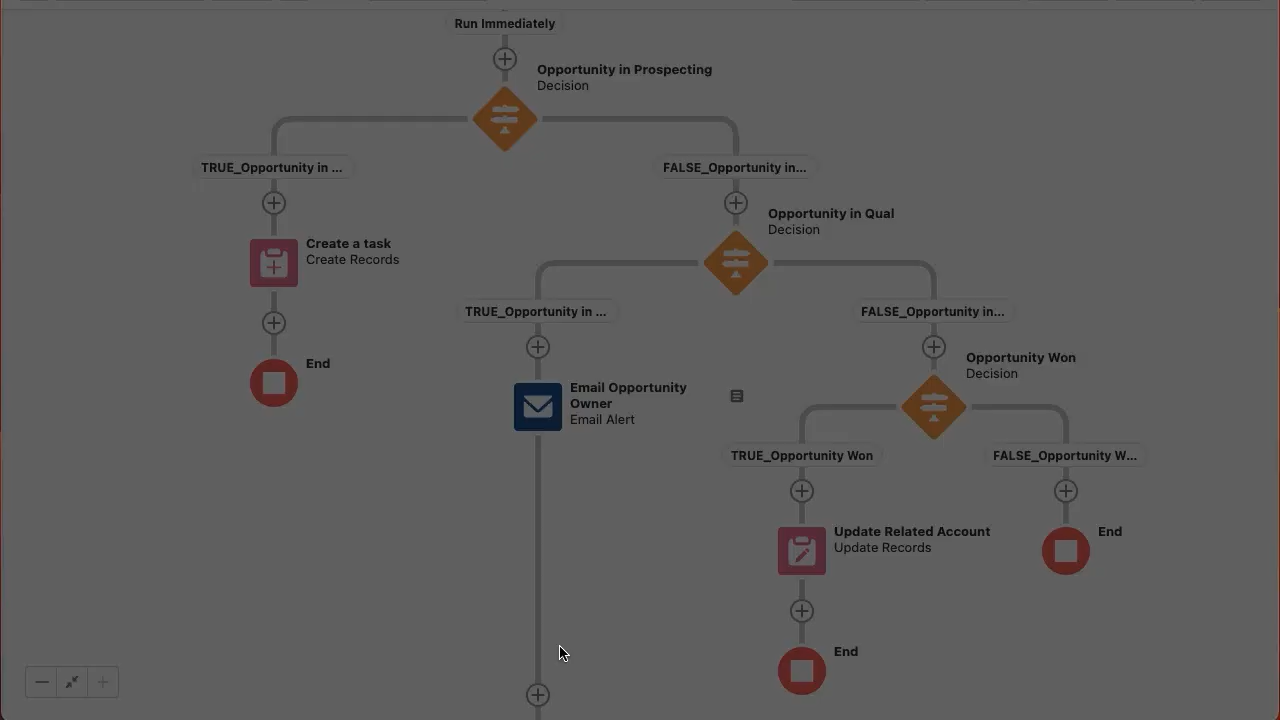 Run Immediately
Opportunity in Prospecting
Decision
TRUE_Opportunity in ...
FALSE_Opportunity in...
Opportunity in Qual
Decision
Create a task
Create Records
TRUE_Opportunity in ...
FALSE_Opportunity in...
End
Opportunity Won
Decision
Email Opportunity
Owner
Email Alert
TRUE_Opportunity Won
FALSE_Opportunity W...
Update Related Account
Update Records
End
End